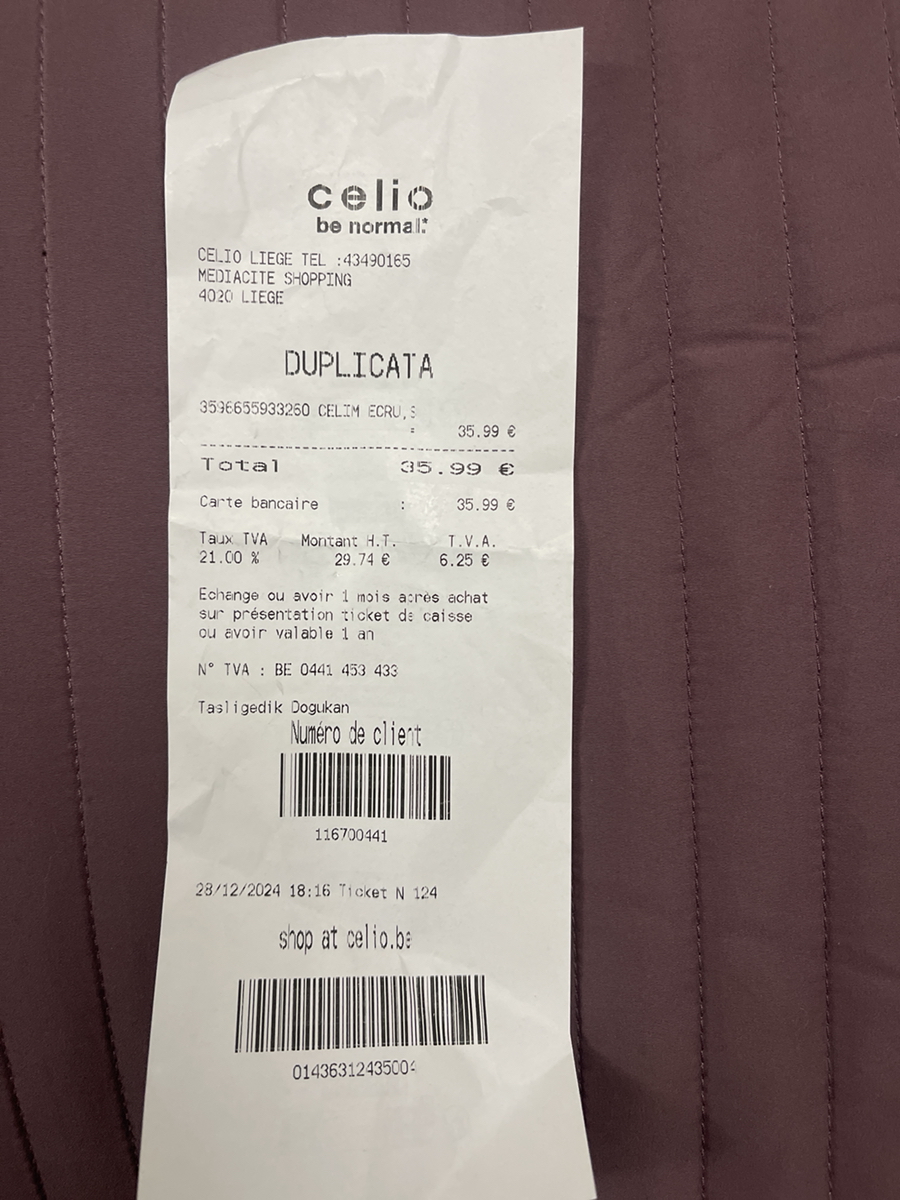 celio
be normal*
CELIO LIEGE TEL :43490165
MEDIACITE SHOPPING
4020 LIEGE
DUPLICATA
3596655933260 CELIM ECRU,S
: 35.99 €
Total 35.99 €
Carte bancaire : 35.99 €
Taux TVA Montant H.T. T.V.A.
21.00 % 29.74 € 6.25 €
Echange ou avoir 1 mois après achat
sur présentation ticket de caisse
ou avoir valable 1 an
N° TVA : BE 0441 453 433
Tasligedik Dogukan
Numéro de client
116700441
28/12/2024 18:16 Ticket N 124
shop at celio.be
01436312435004